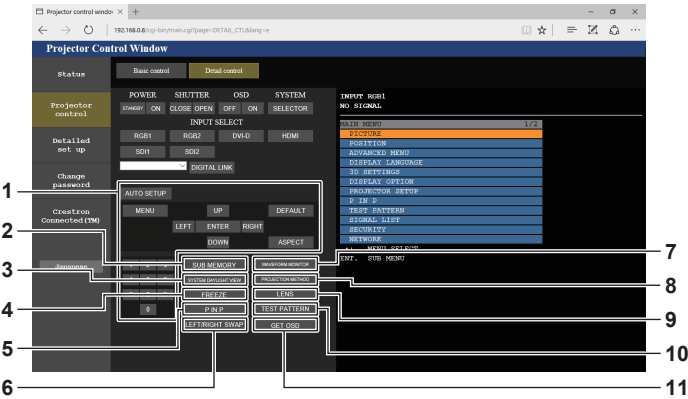 Projector control window × +
192.168.0.8/cgi-bin/main.cgi?page=DETAIL_CTL&lang=e
Projector Control Window
Status
Basic control Detail control
Projector
control
Detailed
set up
Change
password
Crestron
Connected(TM)
Japanese
POWER SHUTTER OSD SYSTEM
STANDBY ON CLOSE OPEN OFF ON SELECTOR
INPUT SELECT
RGB1 RGB2 DVI-D HDMI
SDI1 SDI2
DIGITAL LINK
AUTO SETUP
MENU UP DEFAULT
LEFT ENTER RIGHT
DOWN ASPECT
SUB MEMORY WAVEFORM MONITOR
SYSTEM DAYLIGHT VIEW PROJECTION METHOD
FREEZE LENS
0 P IN P TEST PATTERN
LEFT/RIGHT SWAP GET OSD
INPUT RGB1
NO SIGNAL
MAIN MENU 1/2
PICTURE
POSITION
ADVANCED MENU
DISPLAY LANGUAGE
3D SETTINGS
DISPLAY OPTION
PROJECTOR SETUP
P IN P
TEST PATTERN
SIGNAL LIST
SECURITY
NETWORK
MENU SELECT
ENT. SUB MENU
1
2
3
4
5
6
7
8
9
10
11